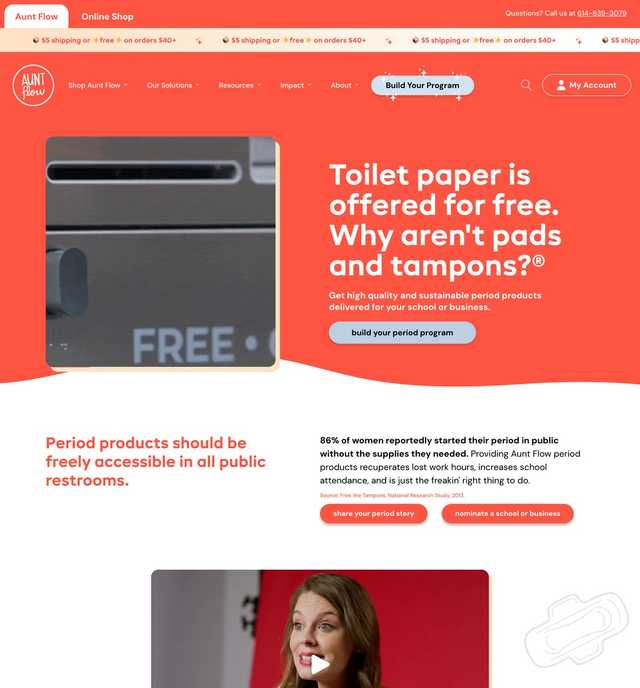 Aunt Flow
Online Shop
Questions? Call us at 614-639-3079
$5 shipping or free on orders $40+
$5 shipping or free on orders $40+
$5 shipping or free on orders $40+
$5 shipp
AUNT
flow
Shop Aunt Flow
Our Solutions
Resources
Impact
About
Build Your Program
My Account
Toilet paper is
offered for free.
Why aren't pads
and tampons?®
Get high quality and sustainable period products
delivered for your school or business.
build your period program
FREE •
Period products should be
freely accessible in all public
restrooms.
86% of women reportedly started their period in public
without the supplies they needed. Providing Aunt Flow period
products recuperates lost work hours, increases school
attendance, and is just the freakin' right thing to do.
Source: Free the Tampons, National Research Study, 2013.
share your period story
nominate a school or business